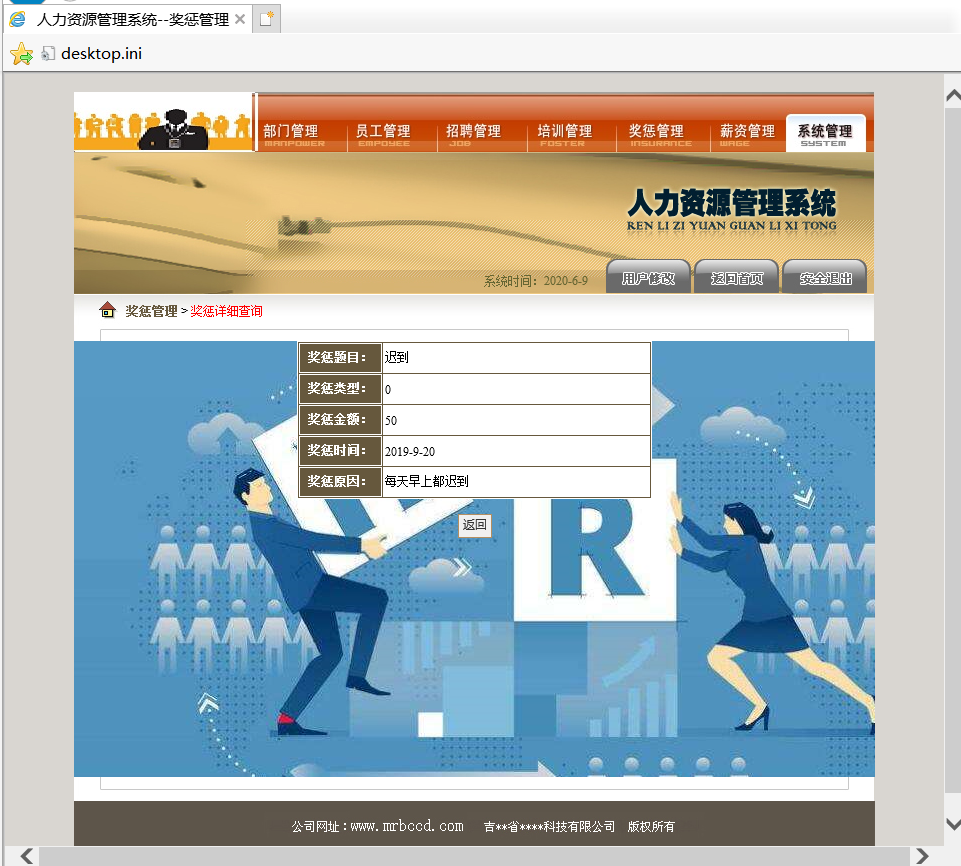 人力资源管理系统--奖惩管理
desktop.ini
部门管理 员工管理 招聘管理 培训管理 奖惩管理 薪资管理 系统管理
MANPOWER EMPOYEE JOB FOSTER INSURANCE WAGE SYSTEM
人力资源管理系统
REN LI ZI YUAN GUAN LI XI TONG
系统时间：2020-6-9 用户修改 返回首页 安全退出
奖惩管理 > 奖惩详细查询
奖惩题目： 迟到
奖惩类型： 0
奖惩金额： 50
奖惩时间： 2019-9-20
奖惩原因： 每天早上都迟到
返回
R
公司网址：www.mrbccd.com 吉**省****科技有限公司 版权所有